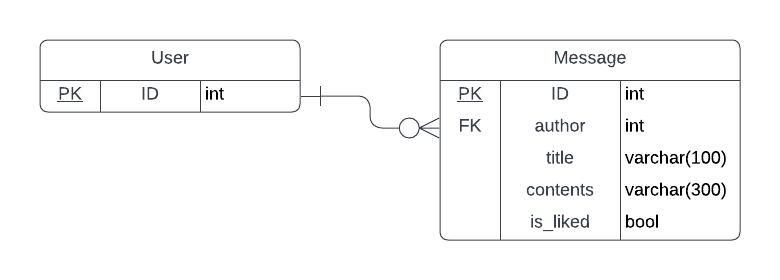 User
PK ID int
Message
PK ID int
FK author int
title varchar(100)
contents varchar(300)
is_liked bool